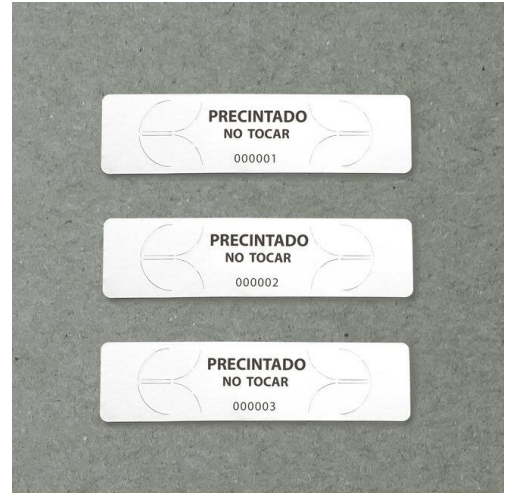 PRECINTADO
NO TOCAR
000001
PRECINTADO
NO TOCAR
000002
PRECINTADO
NO TOCAR
000003